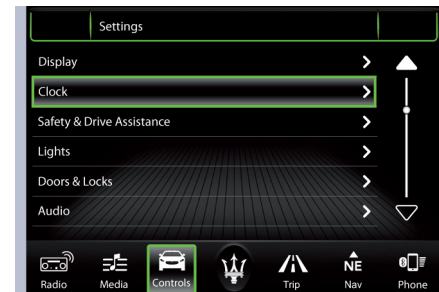 Settings
Display
Clock
Safety & Drive Assistance
Lights
Doors & Locks
Audio
NE
Radio Media Controls Trip Nav Phone